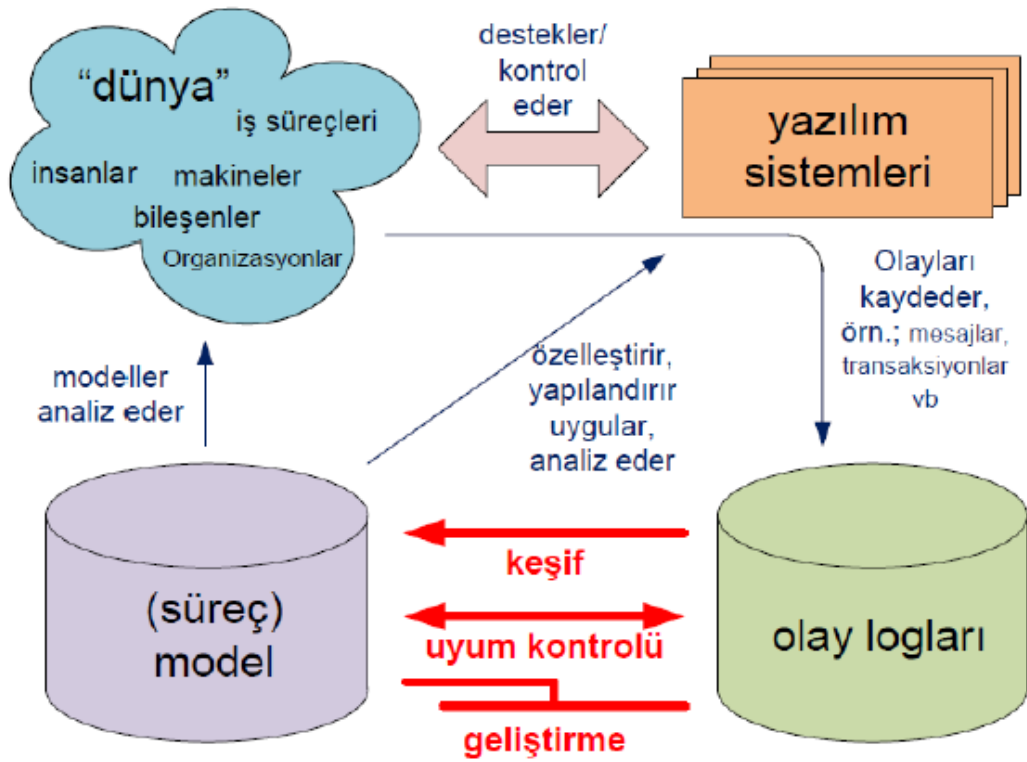 “dünya”
iş süreçleri
insanlar
makineler
bileşenler
Organizasyonlar
destekler/
kontrol
eder
yazılım
sistemleri
modeller
analiz eder
özelleştirir,
yapılandırır
uygular,
analiz eder
Olayları
kaydeder,
örn.; mesajlar,
transaksiyonlar
vb
(süreç)
model
keşif
uyum kontrolü
geliştirme
olay logları